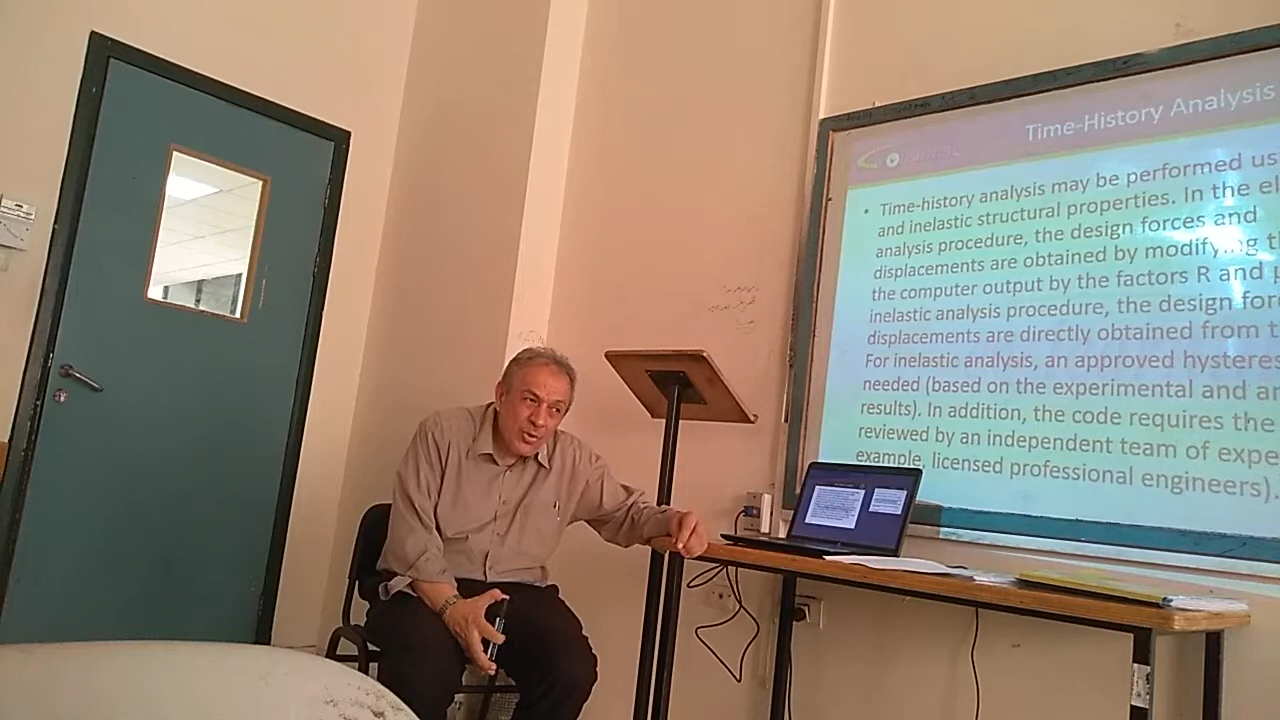 Time-History Analysis
• Time-history analysis may be performed us
and inelastic structural properties. In the el
analysis procedure, the design forces and
displacements are obtained by modifying t
the computer output by the factors R and μ
inelastic analysis procedure, the design for
displacements are directly obtained from t
For inelastic analysis, an approved hysteres
needed (based on the experimental and an
results). In addition, the code requires the
reviewed by an independent team of expe
example, licensed professional engineers).